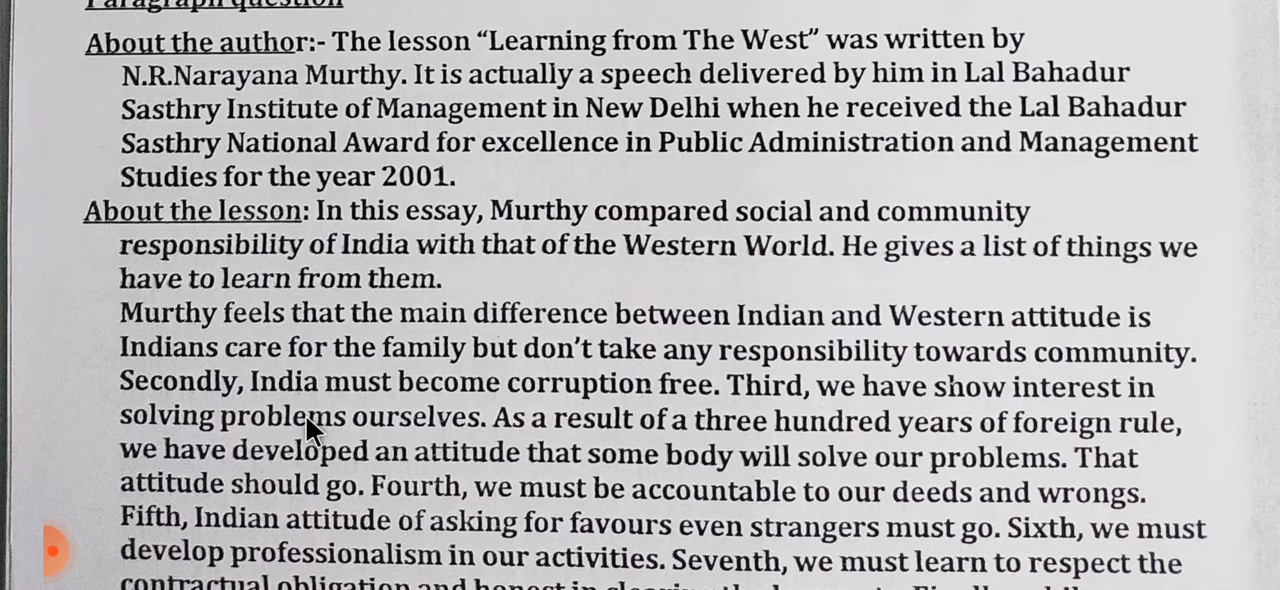 Paragraph question
About the author:- The lesson “Learning from The West” was written by
N.R.Narayana Murthy. It is actually a speech delivered by him in Lal Bahadur
Sasthry Institute of Management in New Delhi when he received the Lal Bahadur
Sasthry National Award for excellence in Public Administration and Management
Studies for the year 2001.
About the lesson: In this essay, Murthy compared social and community
responsibility of India with that of the Western World. He gives a list of things we
have to learn from them.
Murthy feels that the main difference between Indian and Western attitude is
Indians care for the family but don’t take any responsibility towards community.
Secondly, India must become corruption free. Third, we have show interest in
solving problems ourselves. As a result of a three hundred years of foreign rule,
we have developed an attitude that some body will solve our problems. That
attitude should go. Fourth, we must be accountable to our deeds and wrongs.
Fifth, Indian attitude of asking for favours even strangers must go. Sixth, we must
develop professionalism in our activities. Seventh, we must learn to respect the
contractual obligation and honest in